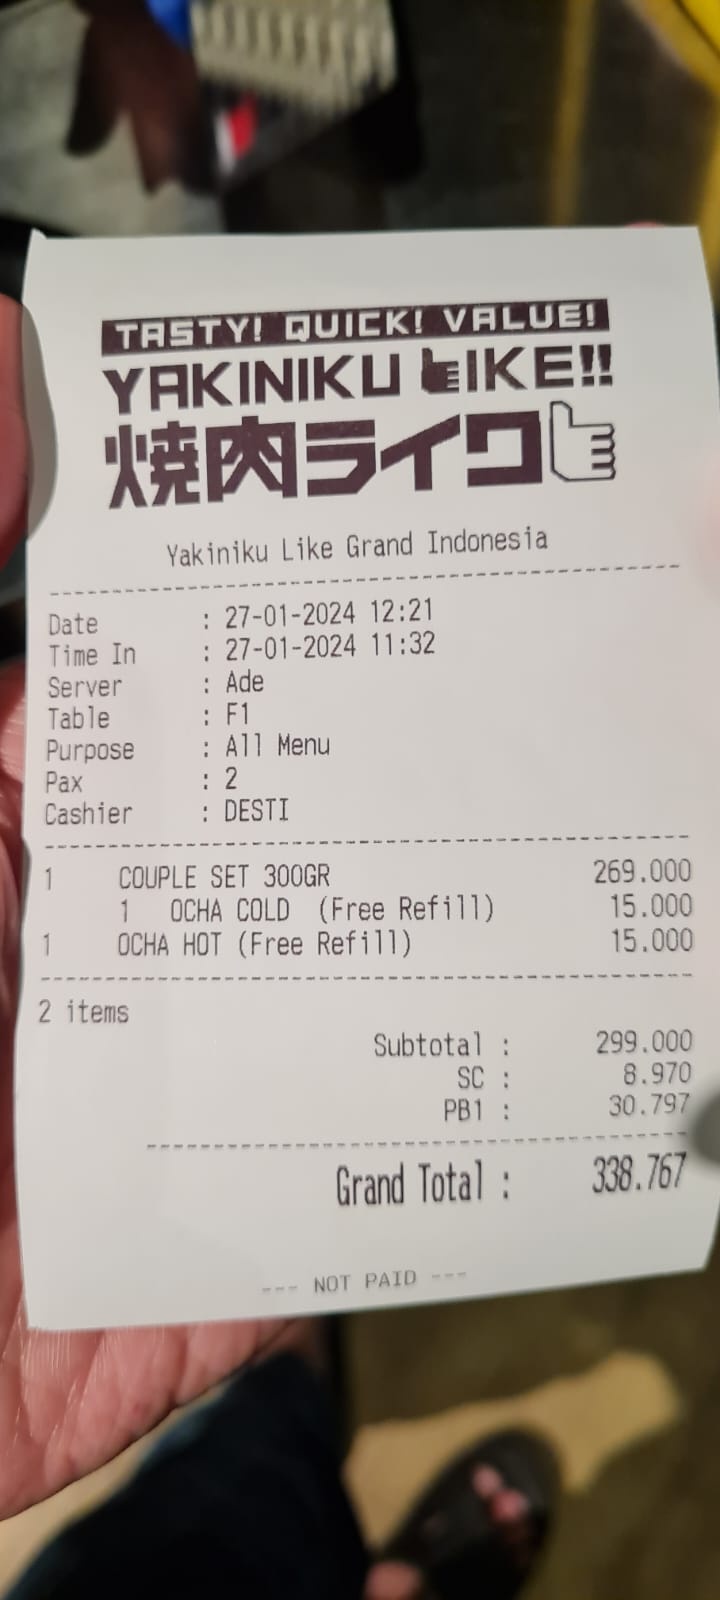 TASTY! QUICK! VALUE!
YAKINIKU LIKE!!
焼肉ライク
Yakiniku Like Grand Indonesia
Date : 27-01-2024 12:21
Time In : 27-01-2024 11:32
Server : Ade
Table : F1
Purpose : All Menu
Pax : 2
Cashier : DESTI
1 COUPLE SET 300GR 269.000
1 OCHA COLD (Free Refill) 15.000
1 OCHA HOT (Free Refill) 15.000
2 items
Subtotal : 299.000
SC : 8.970
PB1 : 30.797
Grand Total : 338.767
--- NOT PAID ---